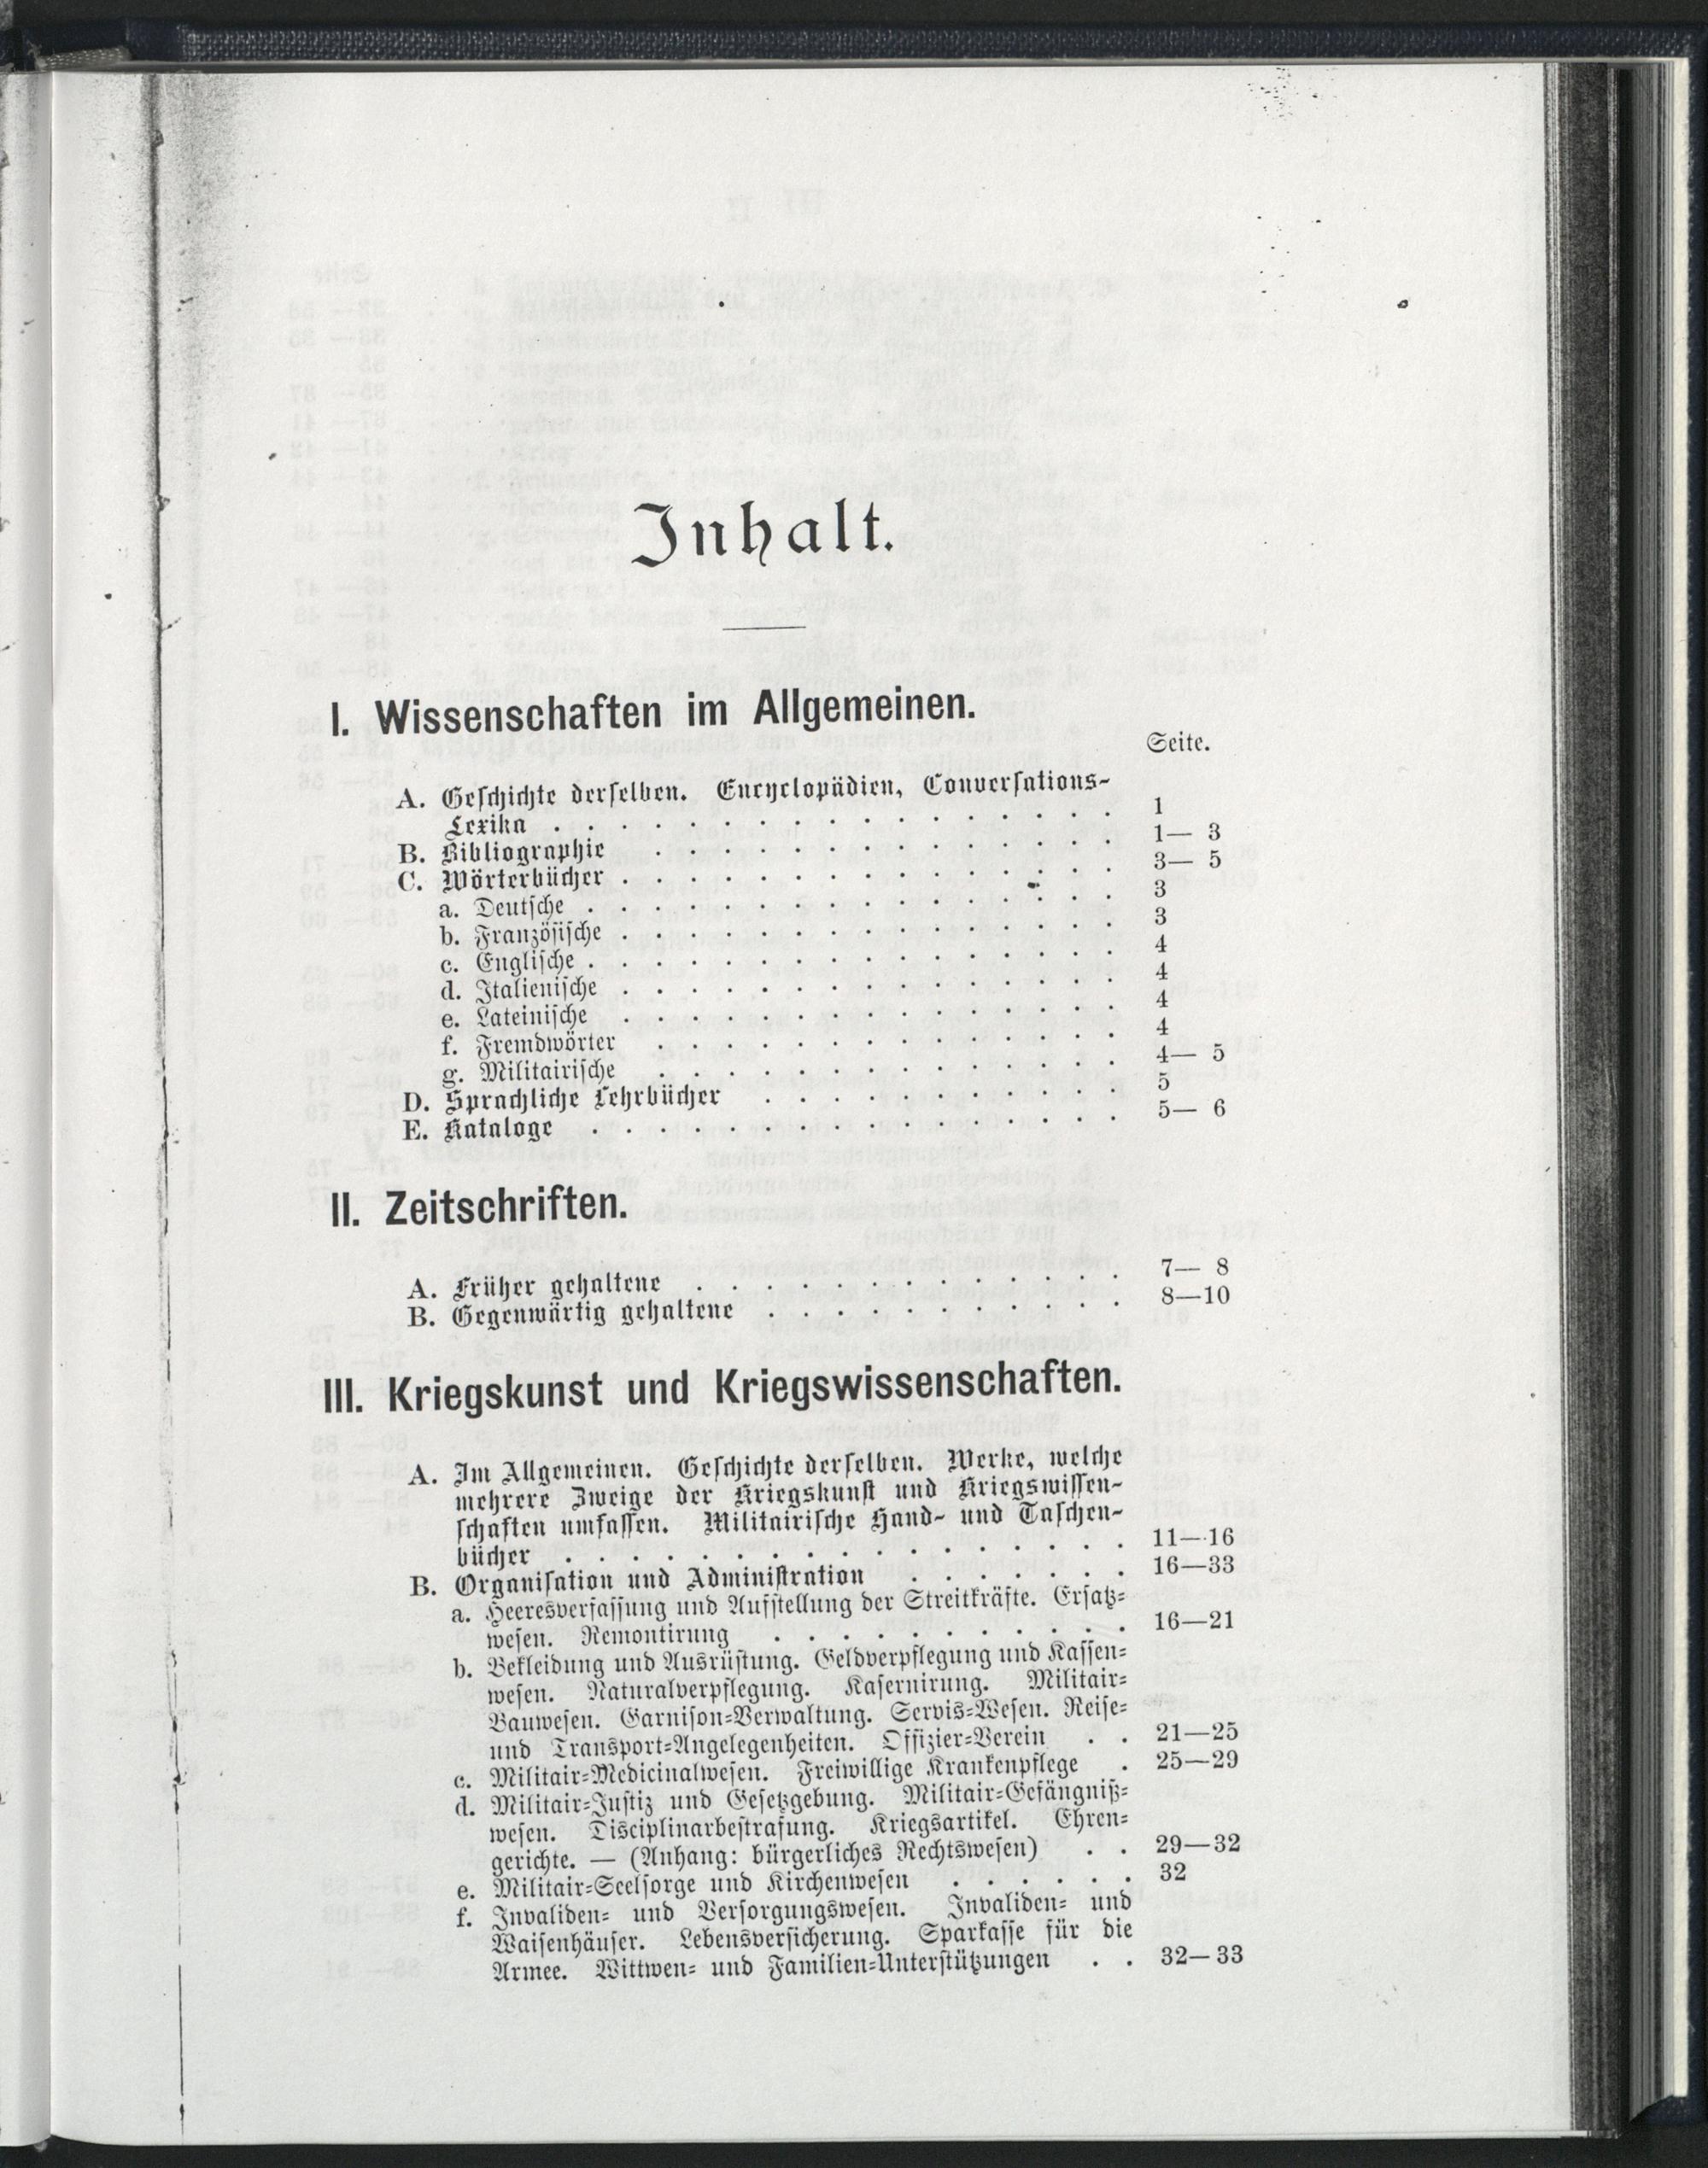 Inhalt.
I. Wissenschaften im Allgemeinen.
Seite.
A. Geschichte derselben. Encyclopädien, Conversations-
Lexika . . . . . . . . . . . . . . . . . 1
B. Bibliographie . . . . . . . . . . . . . . 1— 3
C. Wörterbücher . . . . . . . . . . . . . . . 3— 5
a. Deutsche . . . . . . . . . . . . . . . . 3
b. Französische . . . . . . . . . . . . . . . 3
c. Englische . . . . . . . . . . . . . . . . 4
d. Italienische . . . . . . . . . . . . . . . 4
e. Lateinische . . . . . . . . . . . . . . . 4
f. Fremdwörter . . . . . . . . . . . . . . 4
g. Militairische . . . . . . . . . . . . . . 4— 5
D. Sprachliche Lehrbücher . . . . . . . . . . . 5
E. Kataloge . . . . . . . . . . . . . . . . 5— 6
II. Zeitschriften.
A. Früher gehaltene . . . . . . . . . . . . . 7— 8
B. Gegenwärtig gehaltene . . . . . . . . . . . 8—10
III. Kriegskunst und Kriegswissenschaften.
A. Im Allgemeinen. Geschichte derselben. Werke, welche
mehrere Zweige der Kriegskunst und Kriegswissen-
schaften umfassen. Militairische Hand- und Taschen-
bücher . . . . . . . . . . . . . . . . . 11—16
B. Organisation und Administration . . . . . . . 16—33
a. Heeresverfassung und Aufstellung der Streitkräfte. Ersatz-
wesen. Remontirung . . . . . . . . . . . 16—21
b. Bekleidung und Ausrüstung. Geldverpflegung und Kassen-
wesen. Naturalverpflegung. Kasernirung. Militair-
Bauwesen. Garnison-Verwaltung. Servis-Wesen. Reise-
und Transport-Angelegenheiten. Offizier-Verein . . 21—25
c. Militair-Medicinalwesen. Freiwillige Krankenpflege . 25—29
d. Militair-Justiz und Gesetzgebung. Militair-Gefängniß-
wesen. Disciplinarbestrafung. Kriegsartikel. Ehren-
gerichte. — (Anhang: bürgerliches Rechtswesen) . . 29—32
e. Militair-Seelsorge und Kirchenwesen . . . . . . 32
f. Invaliden- und Versorgungswesen. Invaliden- und
Waisenhäuser. Lebensversicherung. Sparkasse für die
Armee. Wittwen- und Familien-Unterstützungen . . 32—33